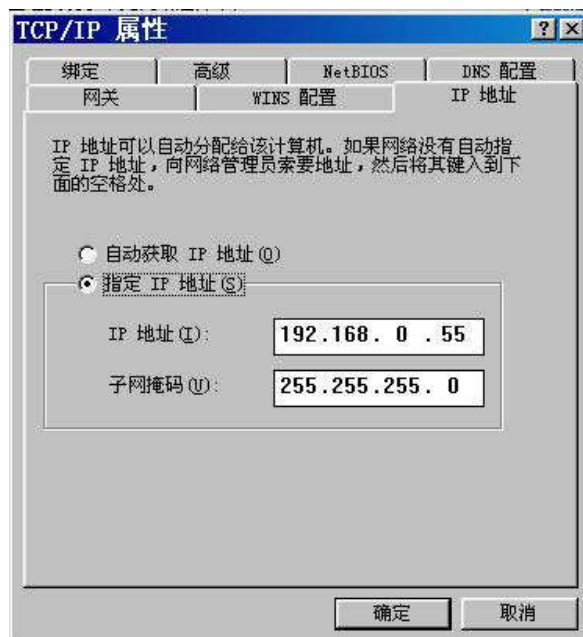 TCP/IP 属性
绑定 高级 NetBIOS DNS 配置
网关 WINS 配置 IP 地址
IP 地址可以自动分配给该计算机。如果网络没有自动指
定 IP 地址，向网络管理员索要地址，然后将其键入到下
面的空格处。
自动获取 IP 地址(O)
指定 IP 地址(S)
IP 地址(I): 192.168. 0 .55
子网掩码(U): 255.255.255. 0
确定 取消